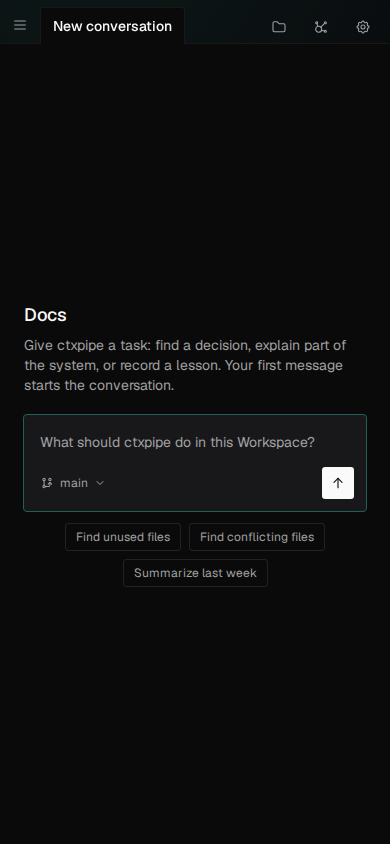 New conversation
Docs
Give ctxpipe a task: find a decision, explain part of
the system, or record a lesson. Your first message
starts the conversation.
What should ctxpipe do in this Workspace?
main
Find unused files
Find conflicting files
Summarize last week